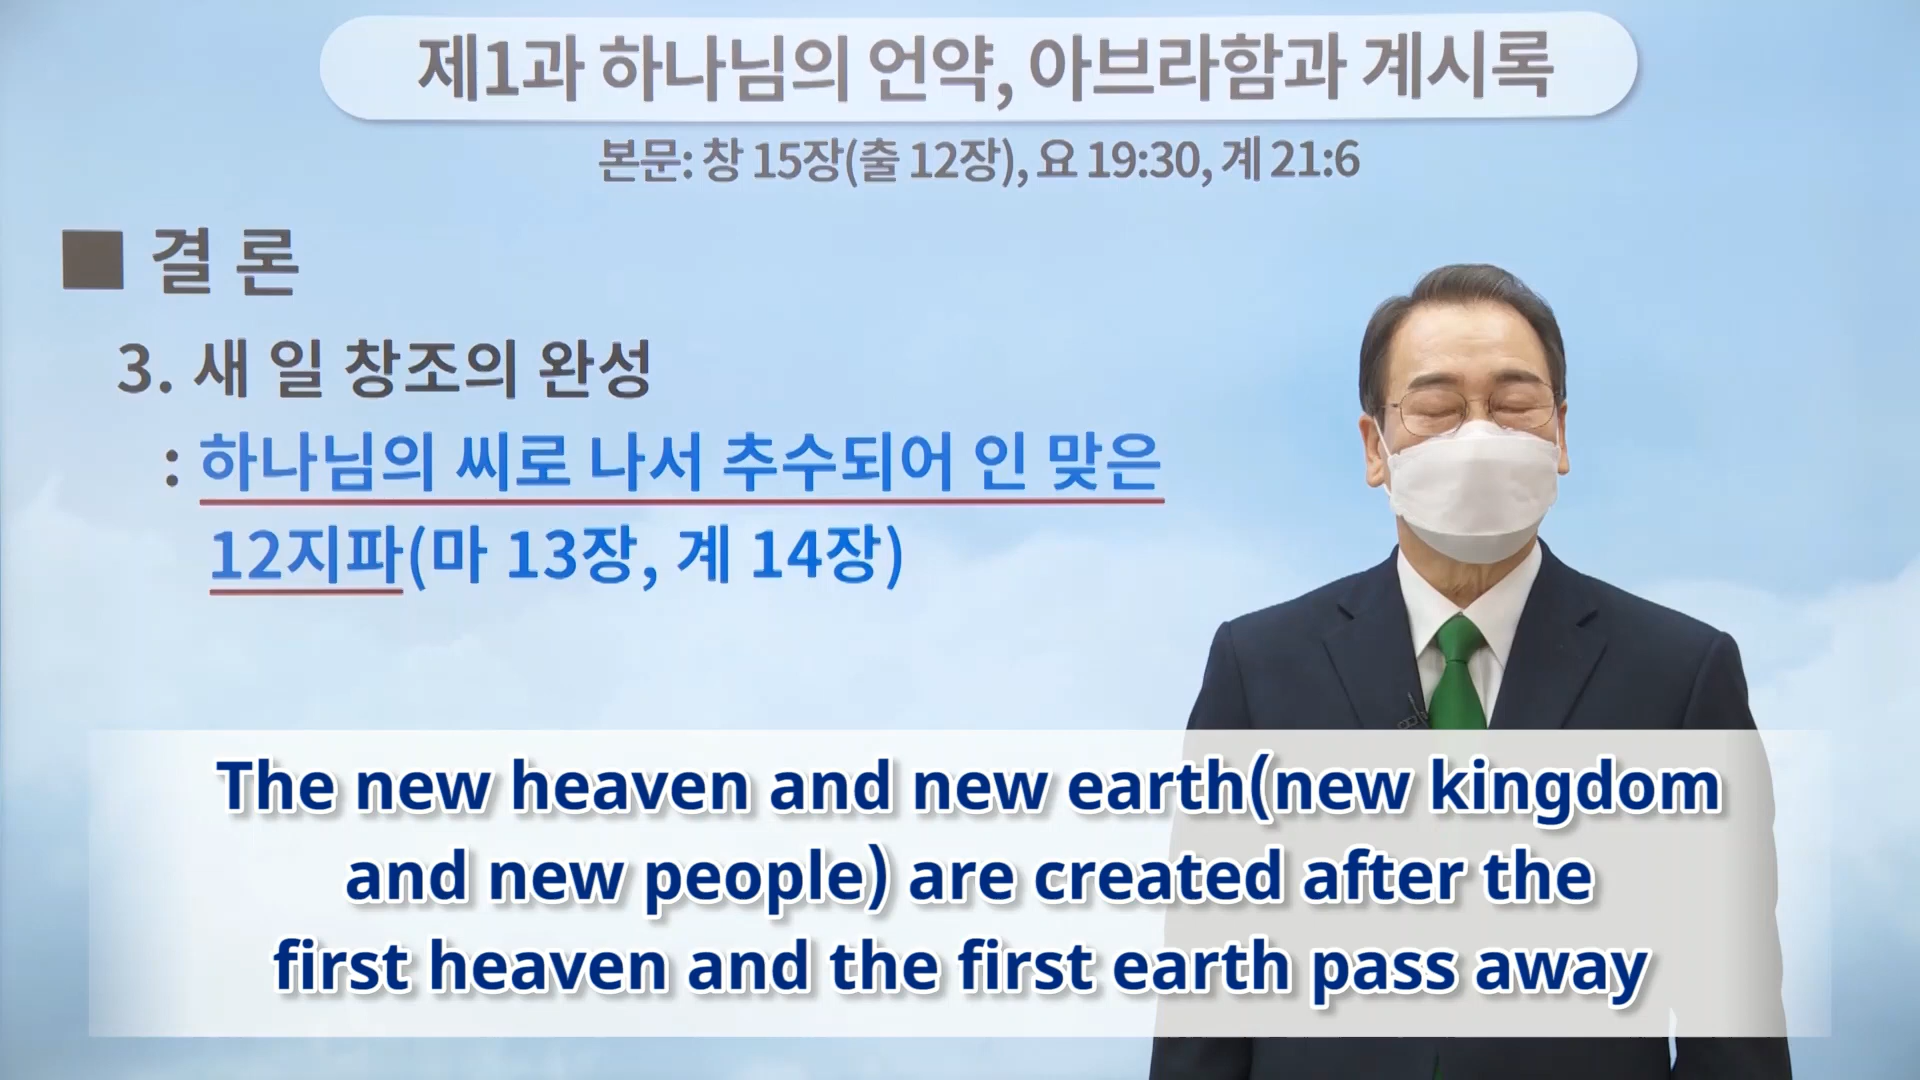 제1과 하나님의 언약, 아브라함과 계시록
본문: 창 15장(출 12장), 요 19:30, 계 21:6
■ 결 론
3. 새 일 창조의 완성
: 하나님의 씨로 나서 추수되어 인 맞은
12지파(마 13장, 계 14장)
The new heaven and new earth(new kingdom
and new people) are created after the
first heaven and the first earth pass away